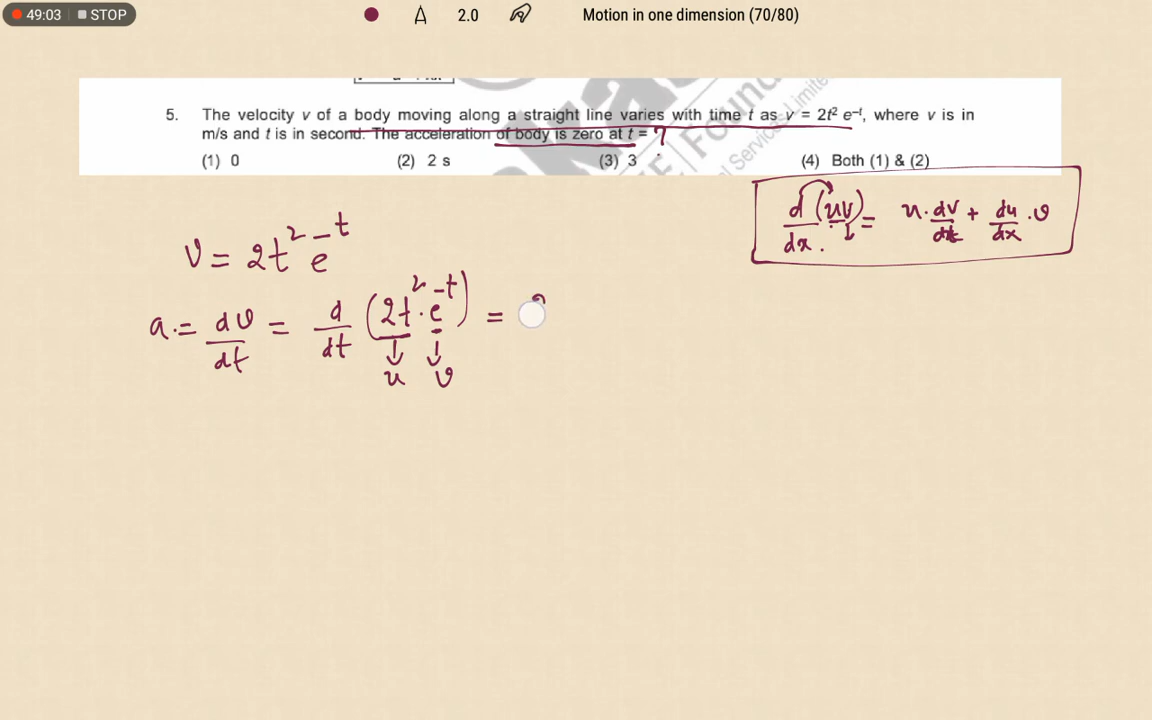 49:03 STOP 2.0 Motion in one dimension (70/80)
5. The velocity v of a body moving along a straight line varies with time t as v = 2t² e⁻ᵗ, where v is in
m/s and t is in second. The acceleration of body is zero at t = ?
(1) 0 (2) 2 s (3) 3 (4) Both (1) & (2)
d/dx (uv) = u · dv/dx + du/dx · v
v = 2t² e⁻ᵗ
a = dv/dt = d/dt (2t² · e⁻ᵗ) =
u v